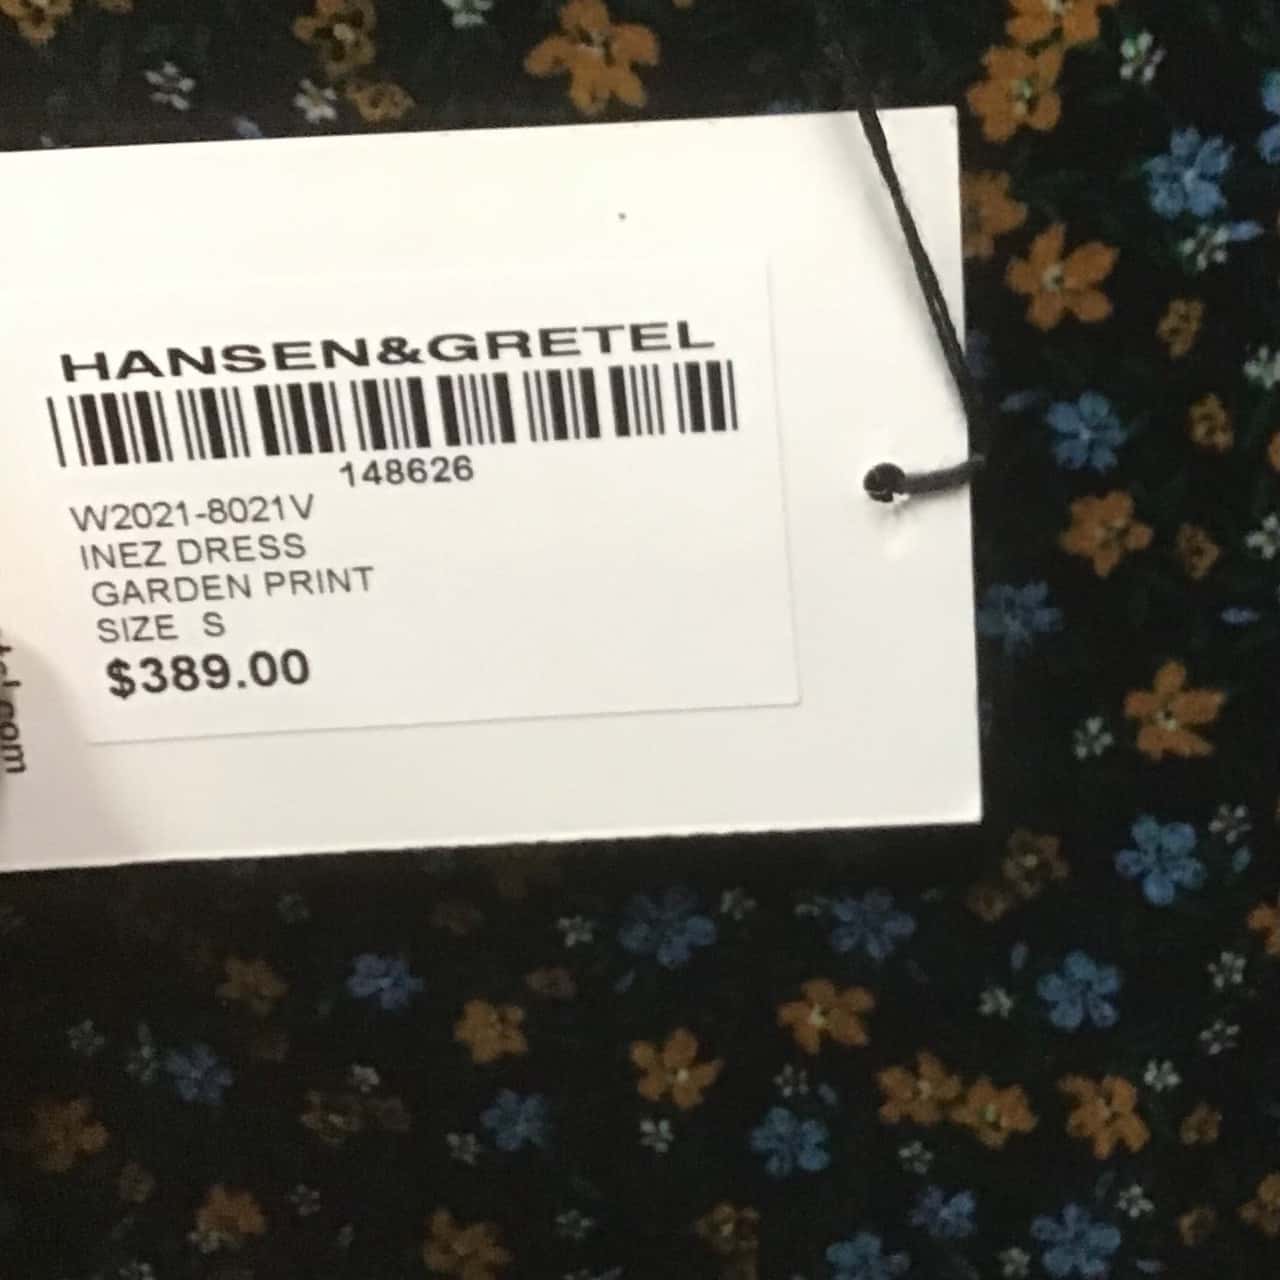 HANSEN&GRETEL
148626
W2021-8021V
INEZ DRESS
GARDEN PRINT
SIZE S
$389.00